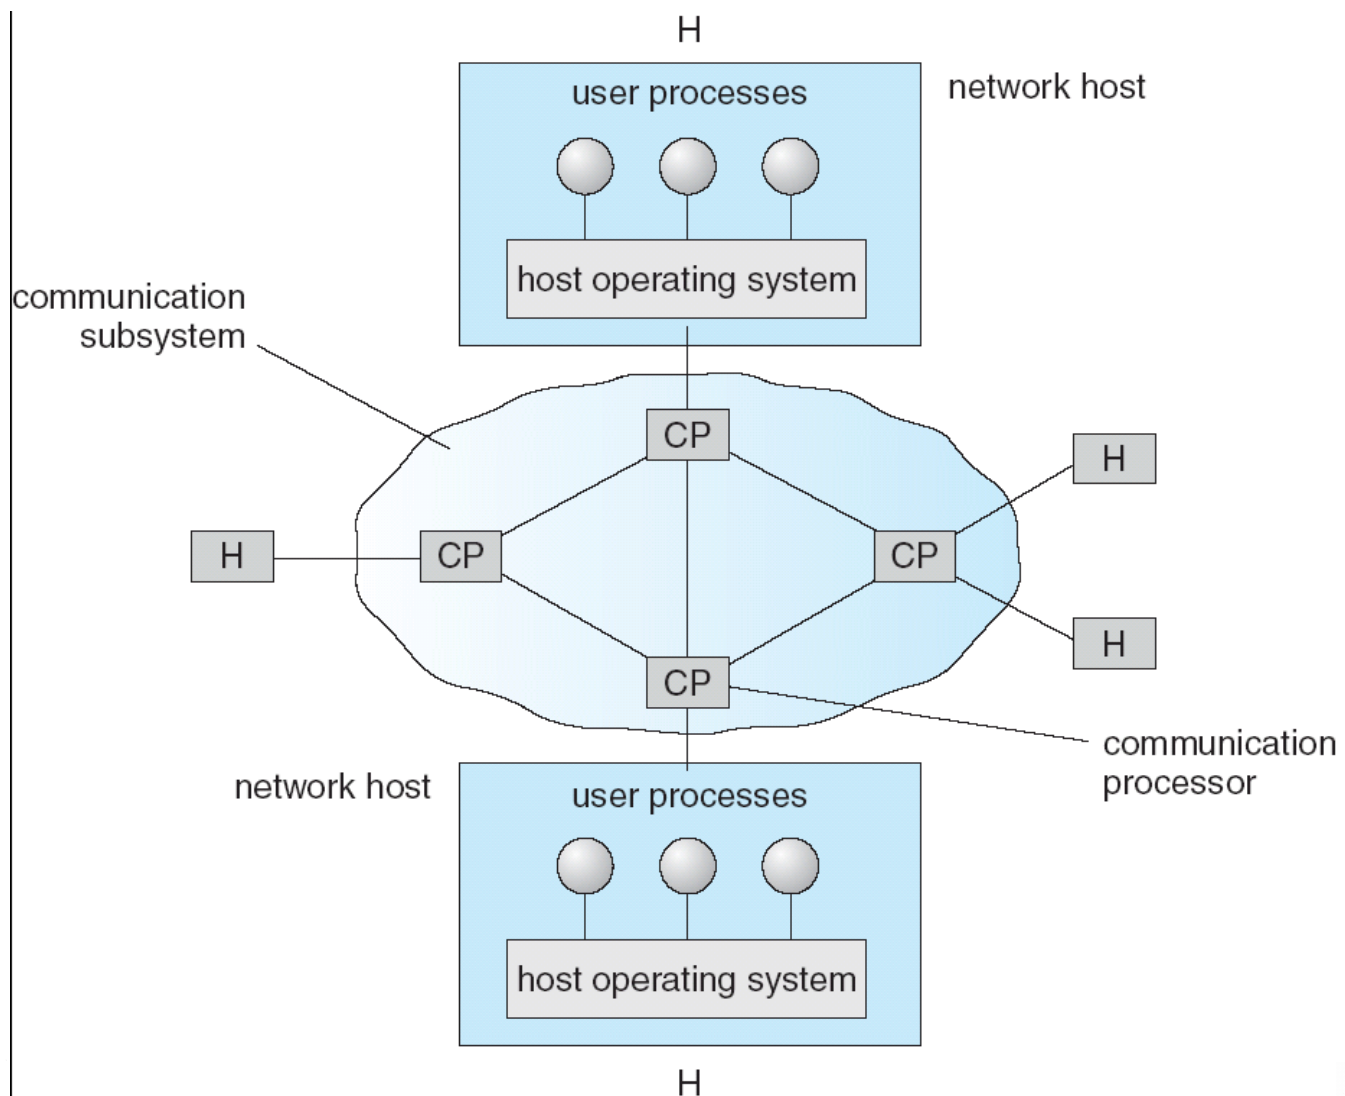 H
network host
user processes
host operating system
communication
subsystem
CP
H
H
CP
CP
H
CP
communication
processor
network host
user processes
host operating system
H